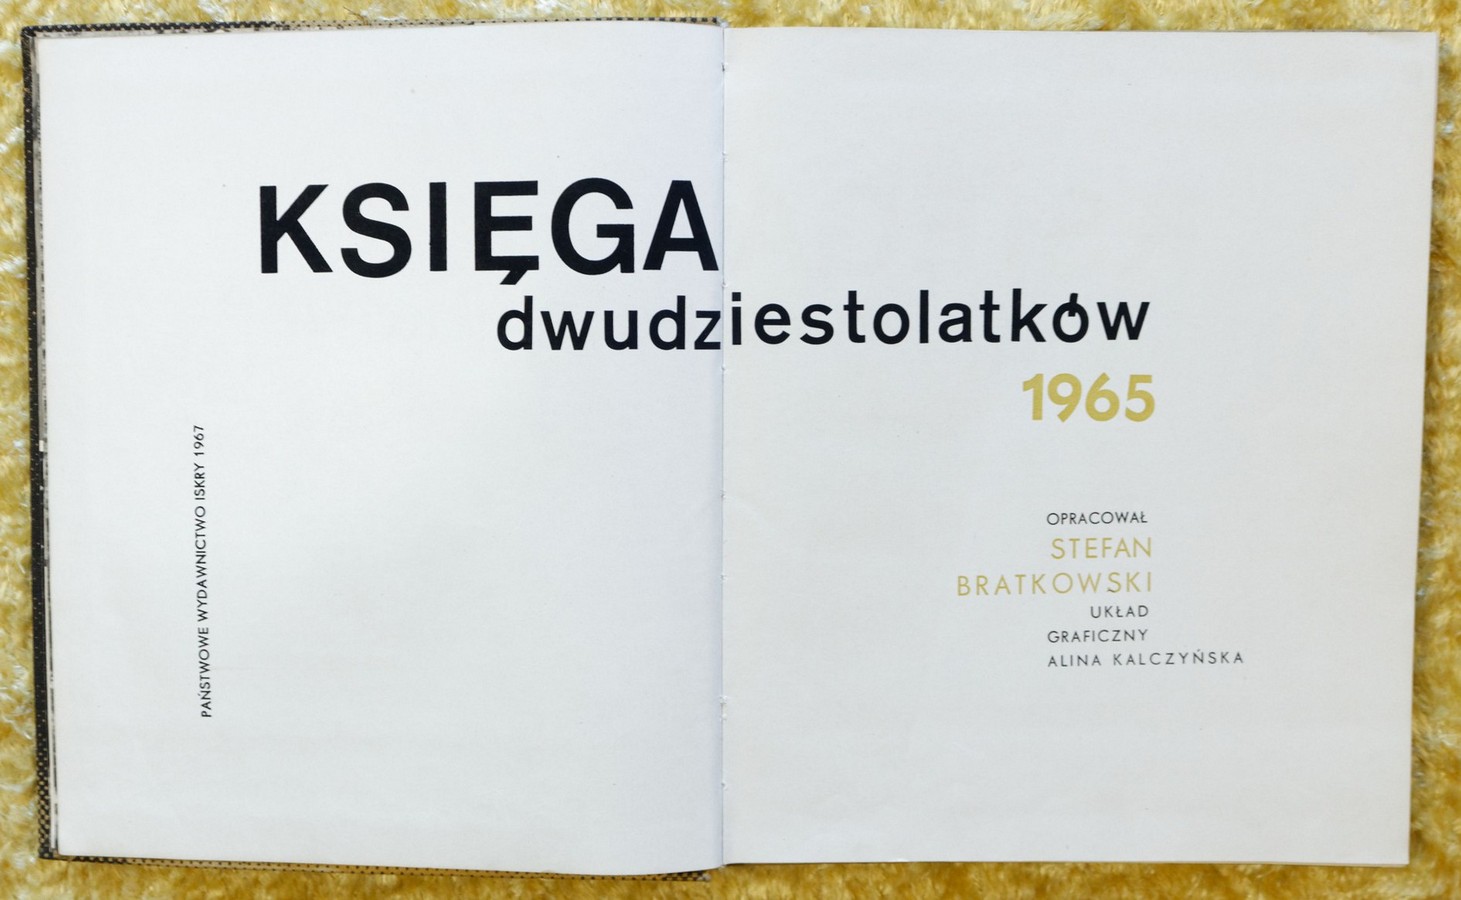 KSIĘGA
dwudziestolatków
1965
PAŃSTWOWE WYDAWNICTWO ISKRY 1967
OPRACOWAŁ
STEFAN
BRATKOWSKI
UKŁAD
GRAFICZNY
ALINA KALCZYŃSKA